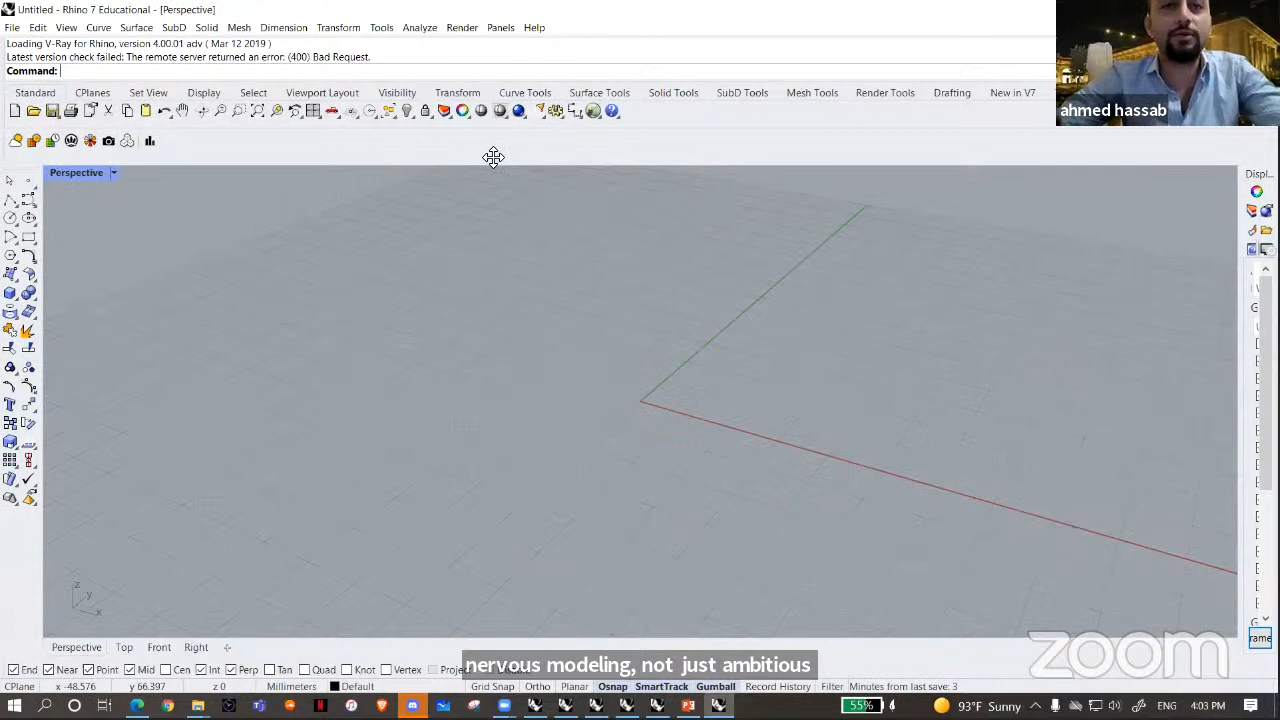 Untitled - Rhino 7 Educational - [Perspective]
File Edit View Curve Surface SubD Solid Mesh Dimension Transform Tools Analyze Render Panels Help
Loading V-Ray for Rhino, version 4.00.01 adv ( Mar 12 2019 )
Latest version check failed: The remote server returned an error: (400) Bad Request.
Command:
Standard CPlanes Set View Display Select Viewport Layout Visibility Transform Curve Tools Surface Tools Solid Tools SubD Tools Mesh Tools Render Tools Drafting New in V7
ahmed hassab
Perspective
Displ...
z
y
x
rame
Perspective Top Front Right
nervous modeling, not just ambitious
zoom
End Near Point Mid Cen Int Perp Tan Quad Knot Vertex Project
CPlane x -48.576 y 66.397 z 0 Millimeters Default Grid Snap Ortho Planar Osnap SmartTrack Gumball Record History Filter Minutes from last save: 3
55% 93°F Sunny ENG 4:03 PM